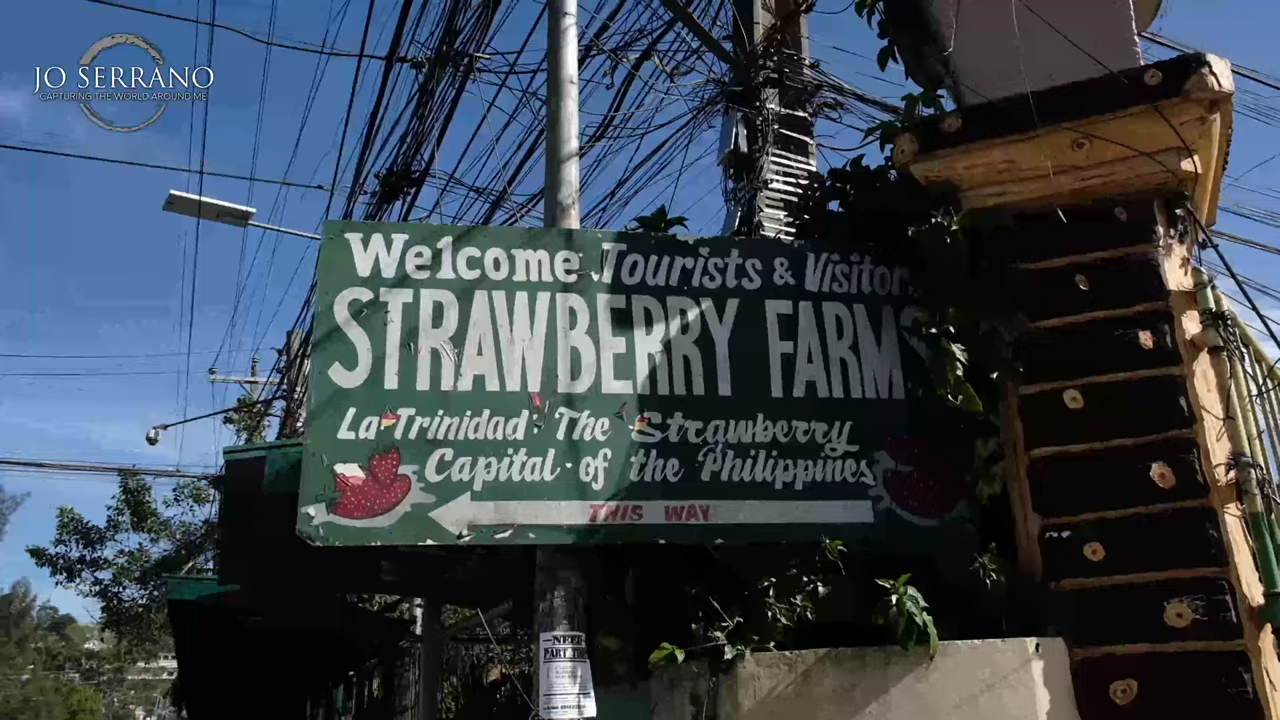 JO SERRANO
CAPTURING THE WORLD AROUND ME
Welcome Tourists & Visitor
STRAWBERRY FARMS
La Trinidad The Strawberry
Capital of the Philippines
THIS WAY
NEED
PART TIME